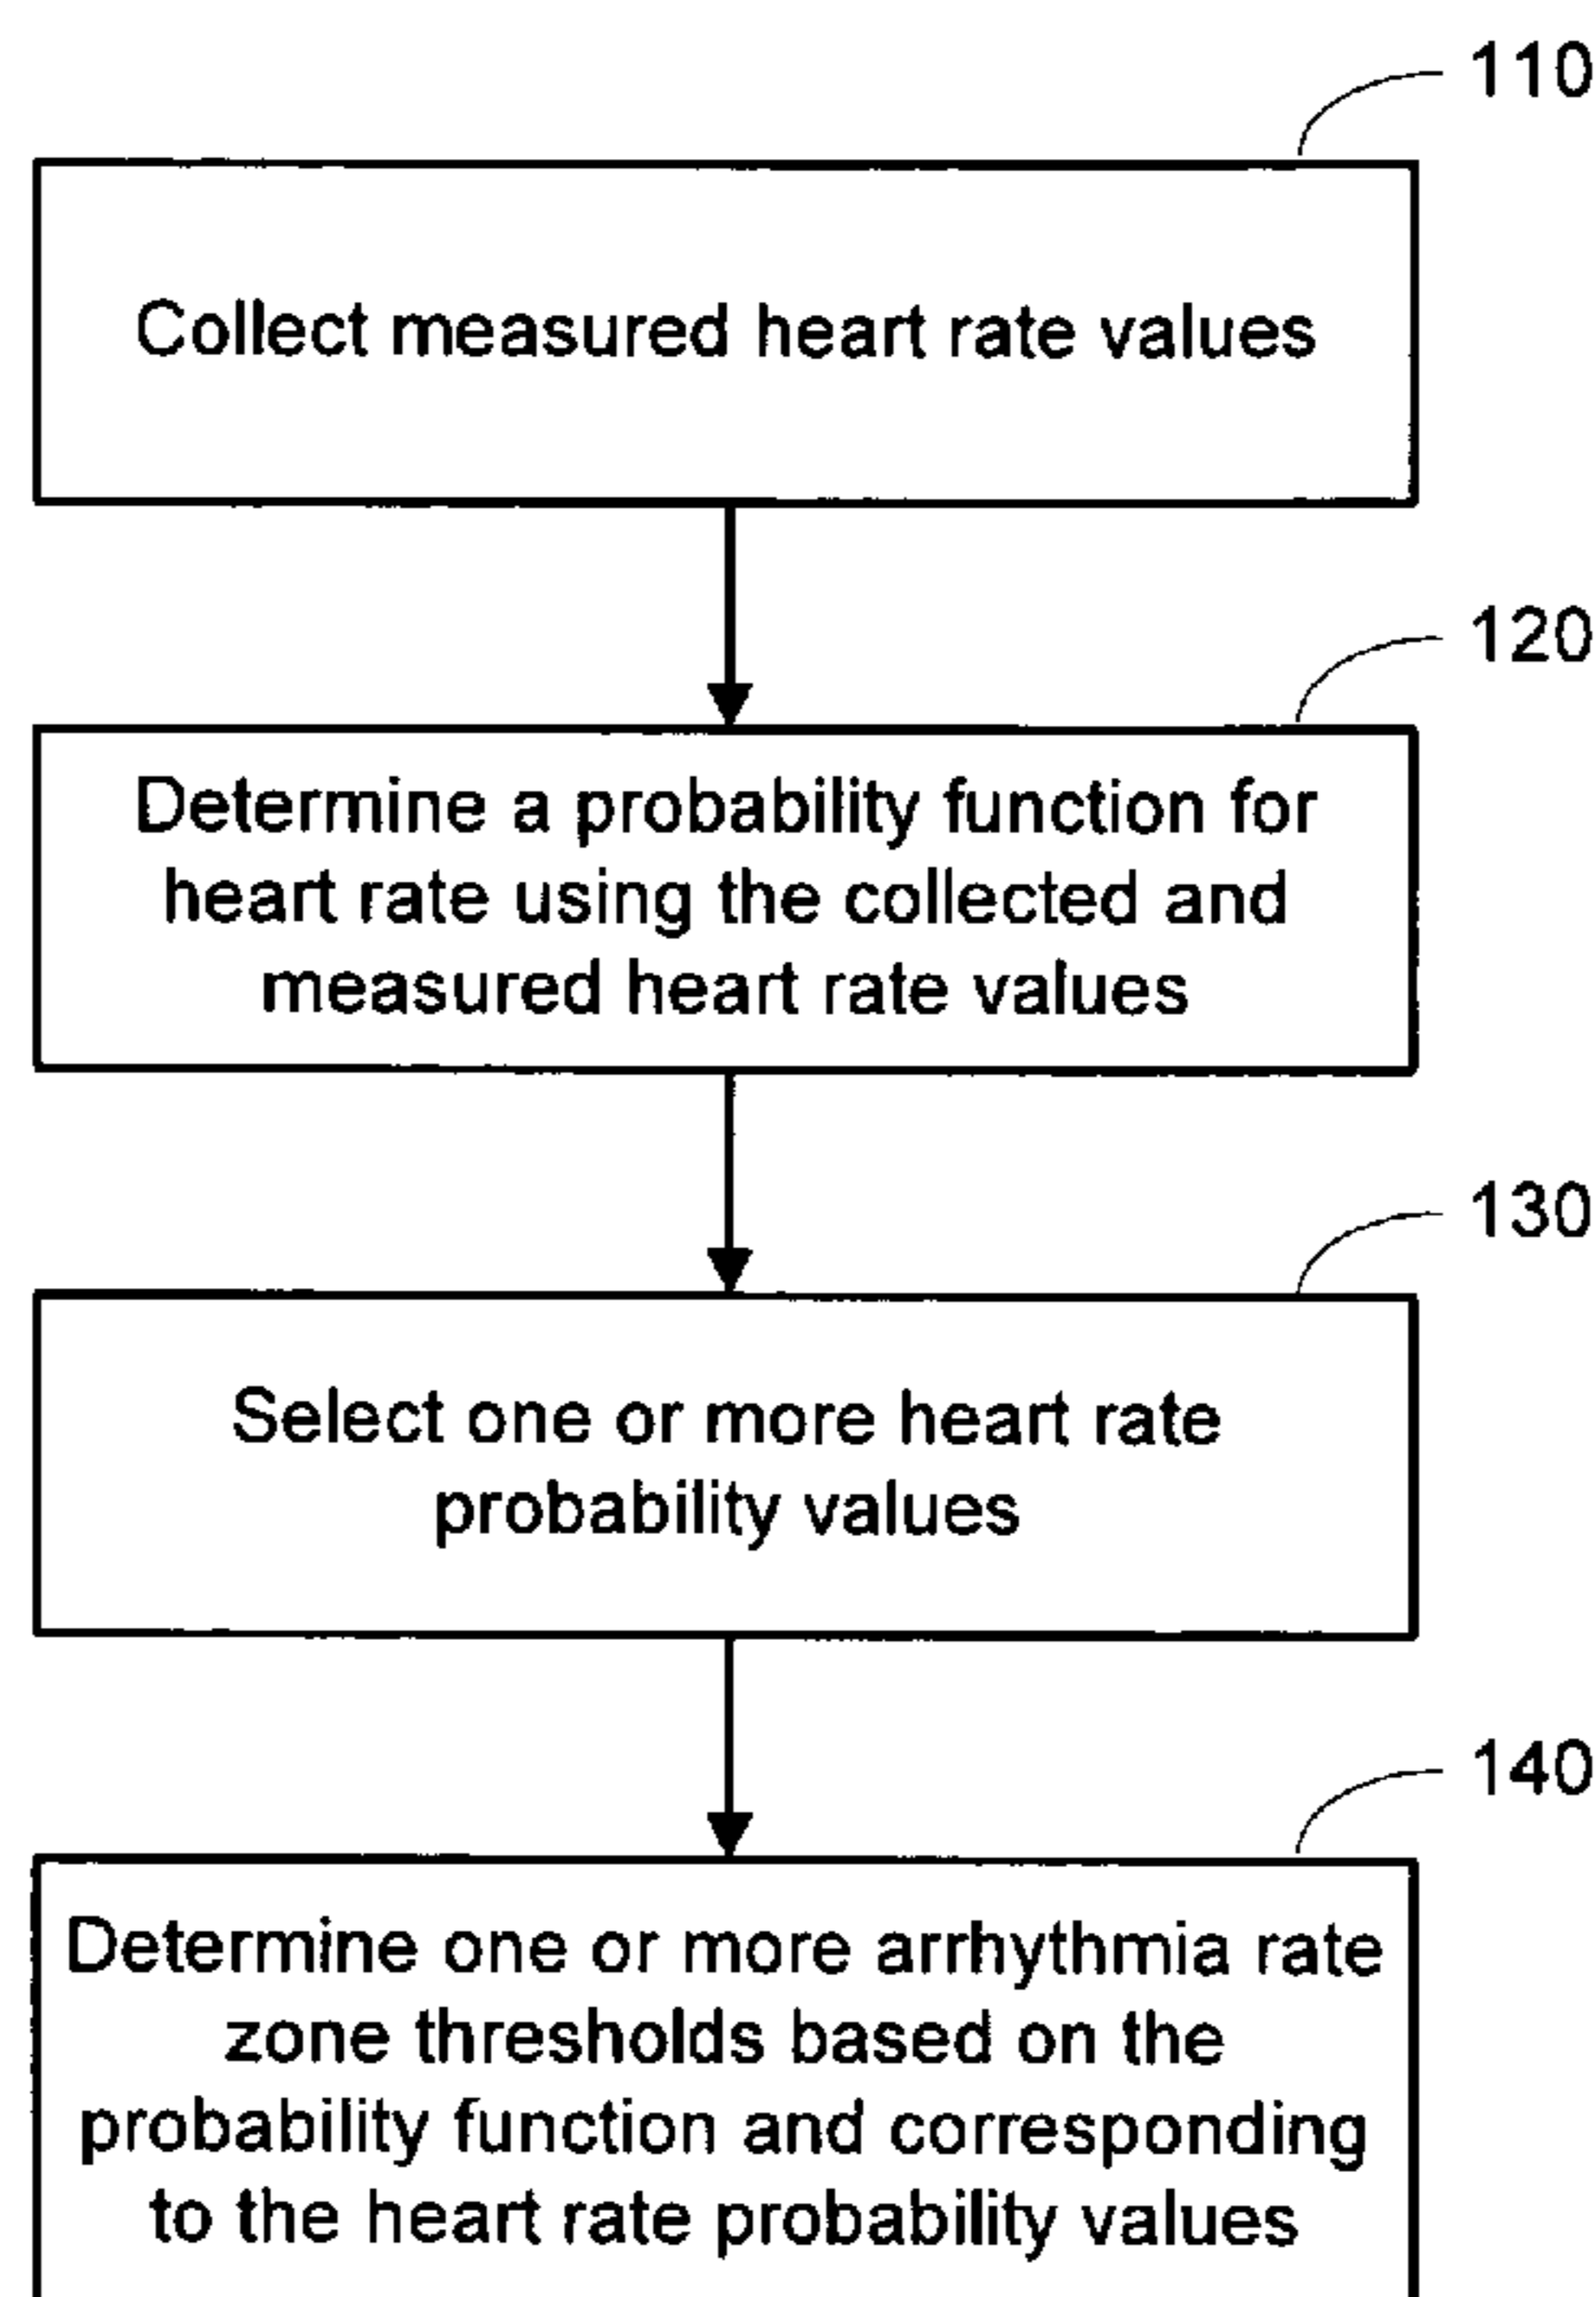 110
Collect measured heart rate values
120
Determine a probability function for
heart rate using the collected and
measured heart rate values
130
Select one or more heart rate
probability values
140
Determine one or more arrhythmia rate
zone thresholds based on the
probability function and corresponding
to the heart rate probability values